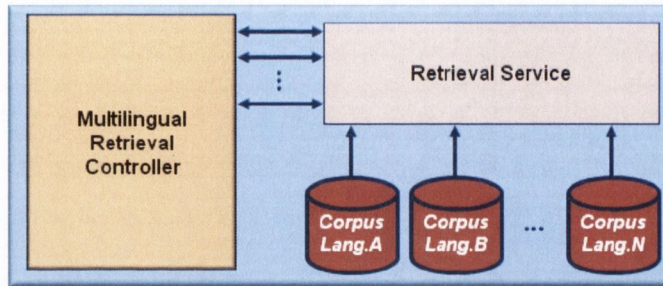 Multilingual
Retrieval
Controller
Retrieval Service
Corpus
Lang.A
Corpus
Lang.B
...
Corpus
Lang.N